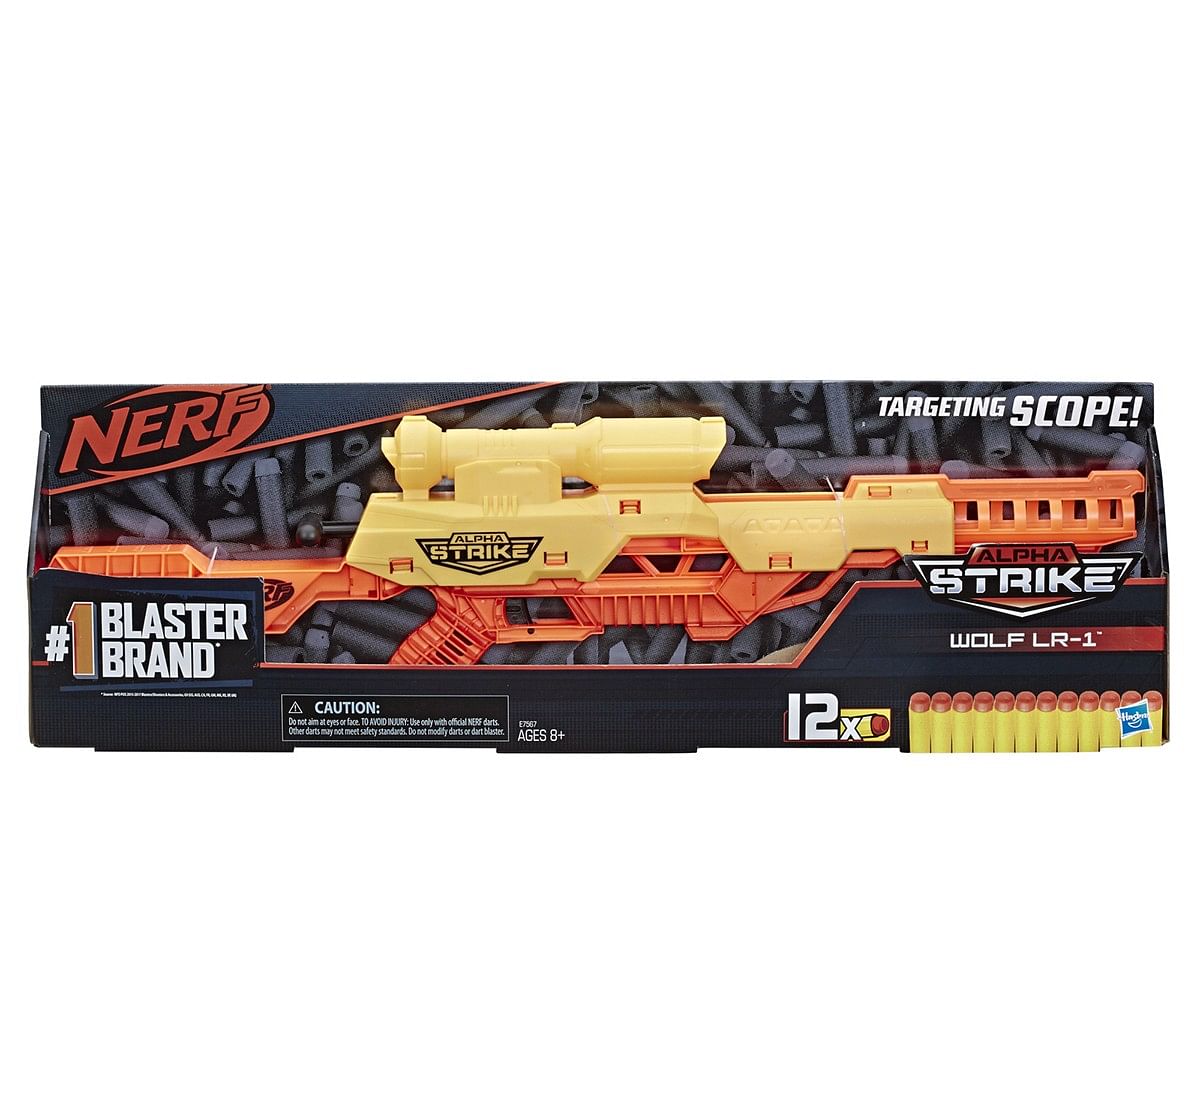 NERF
TARGETING SCOPE!
ALPHA
STRIKE
ALPHA
STRIKE™
WOLF LR-1™
#1 BLASTER
BRAND*
CAUTION:
Do not aim at eyes or face. TO AVOID INJURY: Use only with official NERF darts.
Other darts may not meet safety standards. Do not modify darts or dart blaster.
E7567
AGES 8+
12x
Hasbro